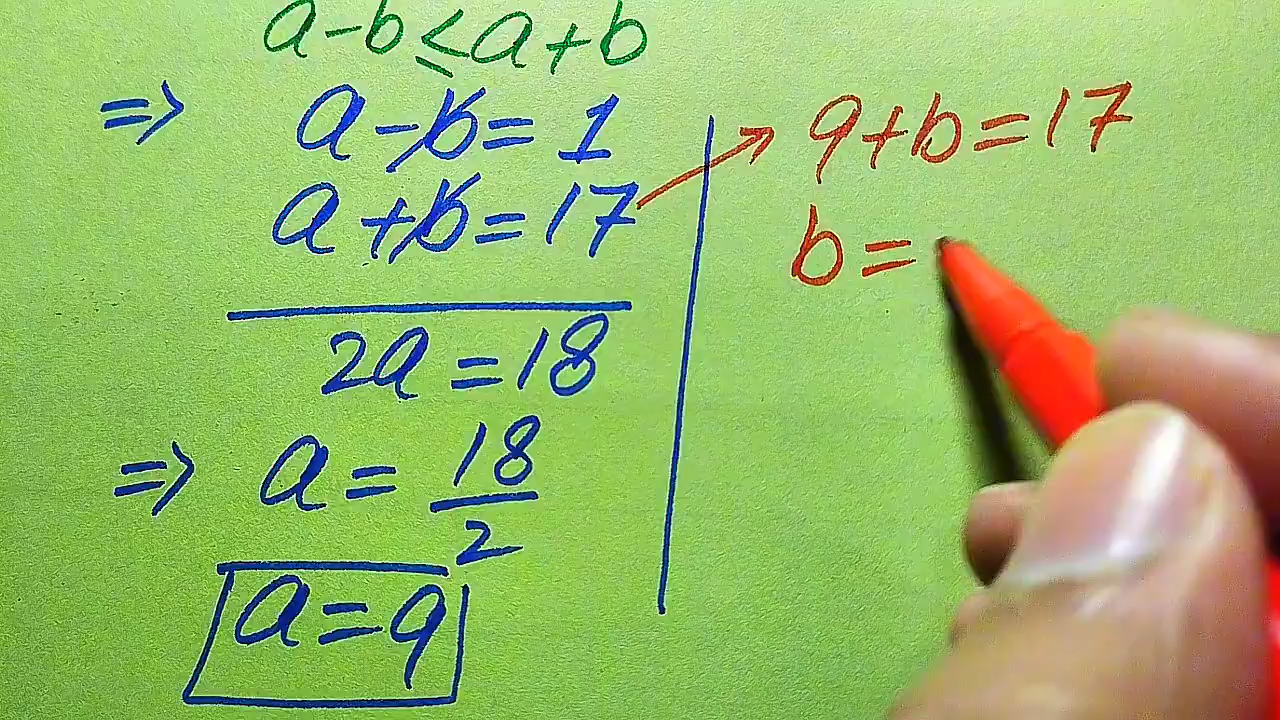 a-b≤a+b
=> a-b=1
a+b=17
2a=18
=> a=18/2
a=9
9+b=17
b=